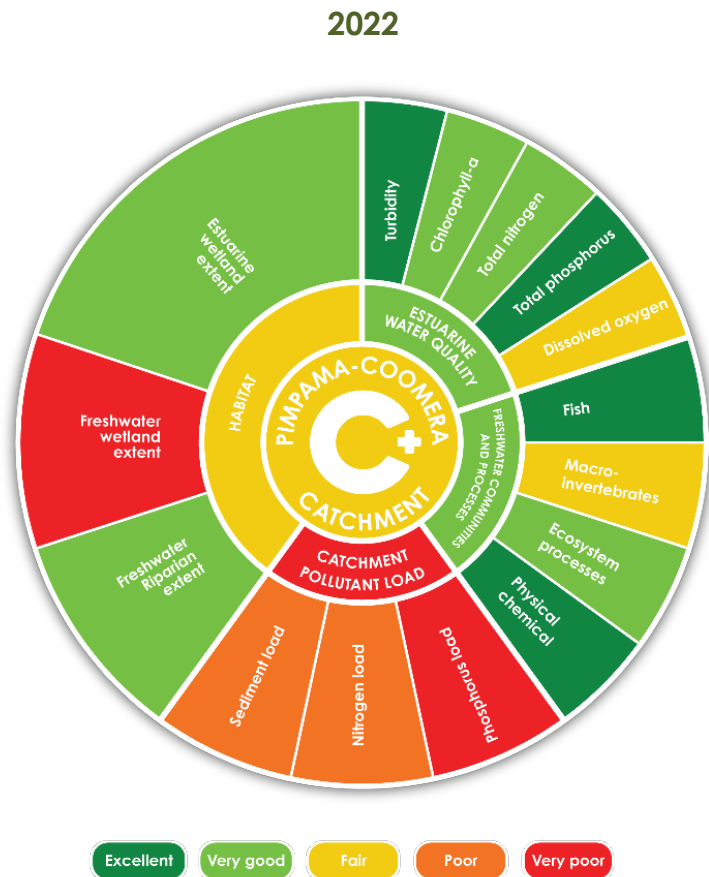 2022
Turbidity
Chlorophyll-a
Total nitrogen
Total phosphorus
Dissolved oxygen
Fish
Macro-
invertebrates
Ecosystem
processes
Physical
chemical
Phosphorus load
Nitrogen load
Sediment load
Freshwater
Riparian
extent
Freshwater
wetland
extent
Estuarine
wetland
extent
ESTUARINE
WATER QUALITY
FRESHWATER COMMUNITIES
AND PROCESSES
CATCHMENT
POLLUTANT LOAD
HABITAT
PIMPAMA-COOMERA
C+
CATCHMENT
Excellent
Very good
Fair
Poor
Very poor